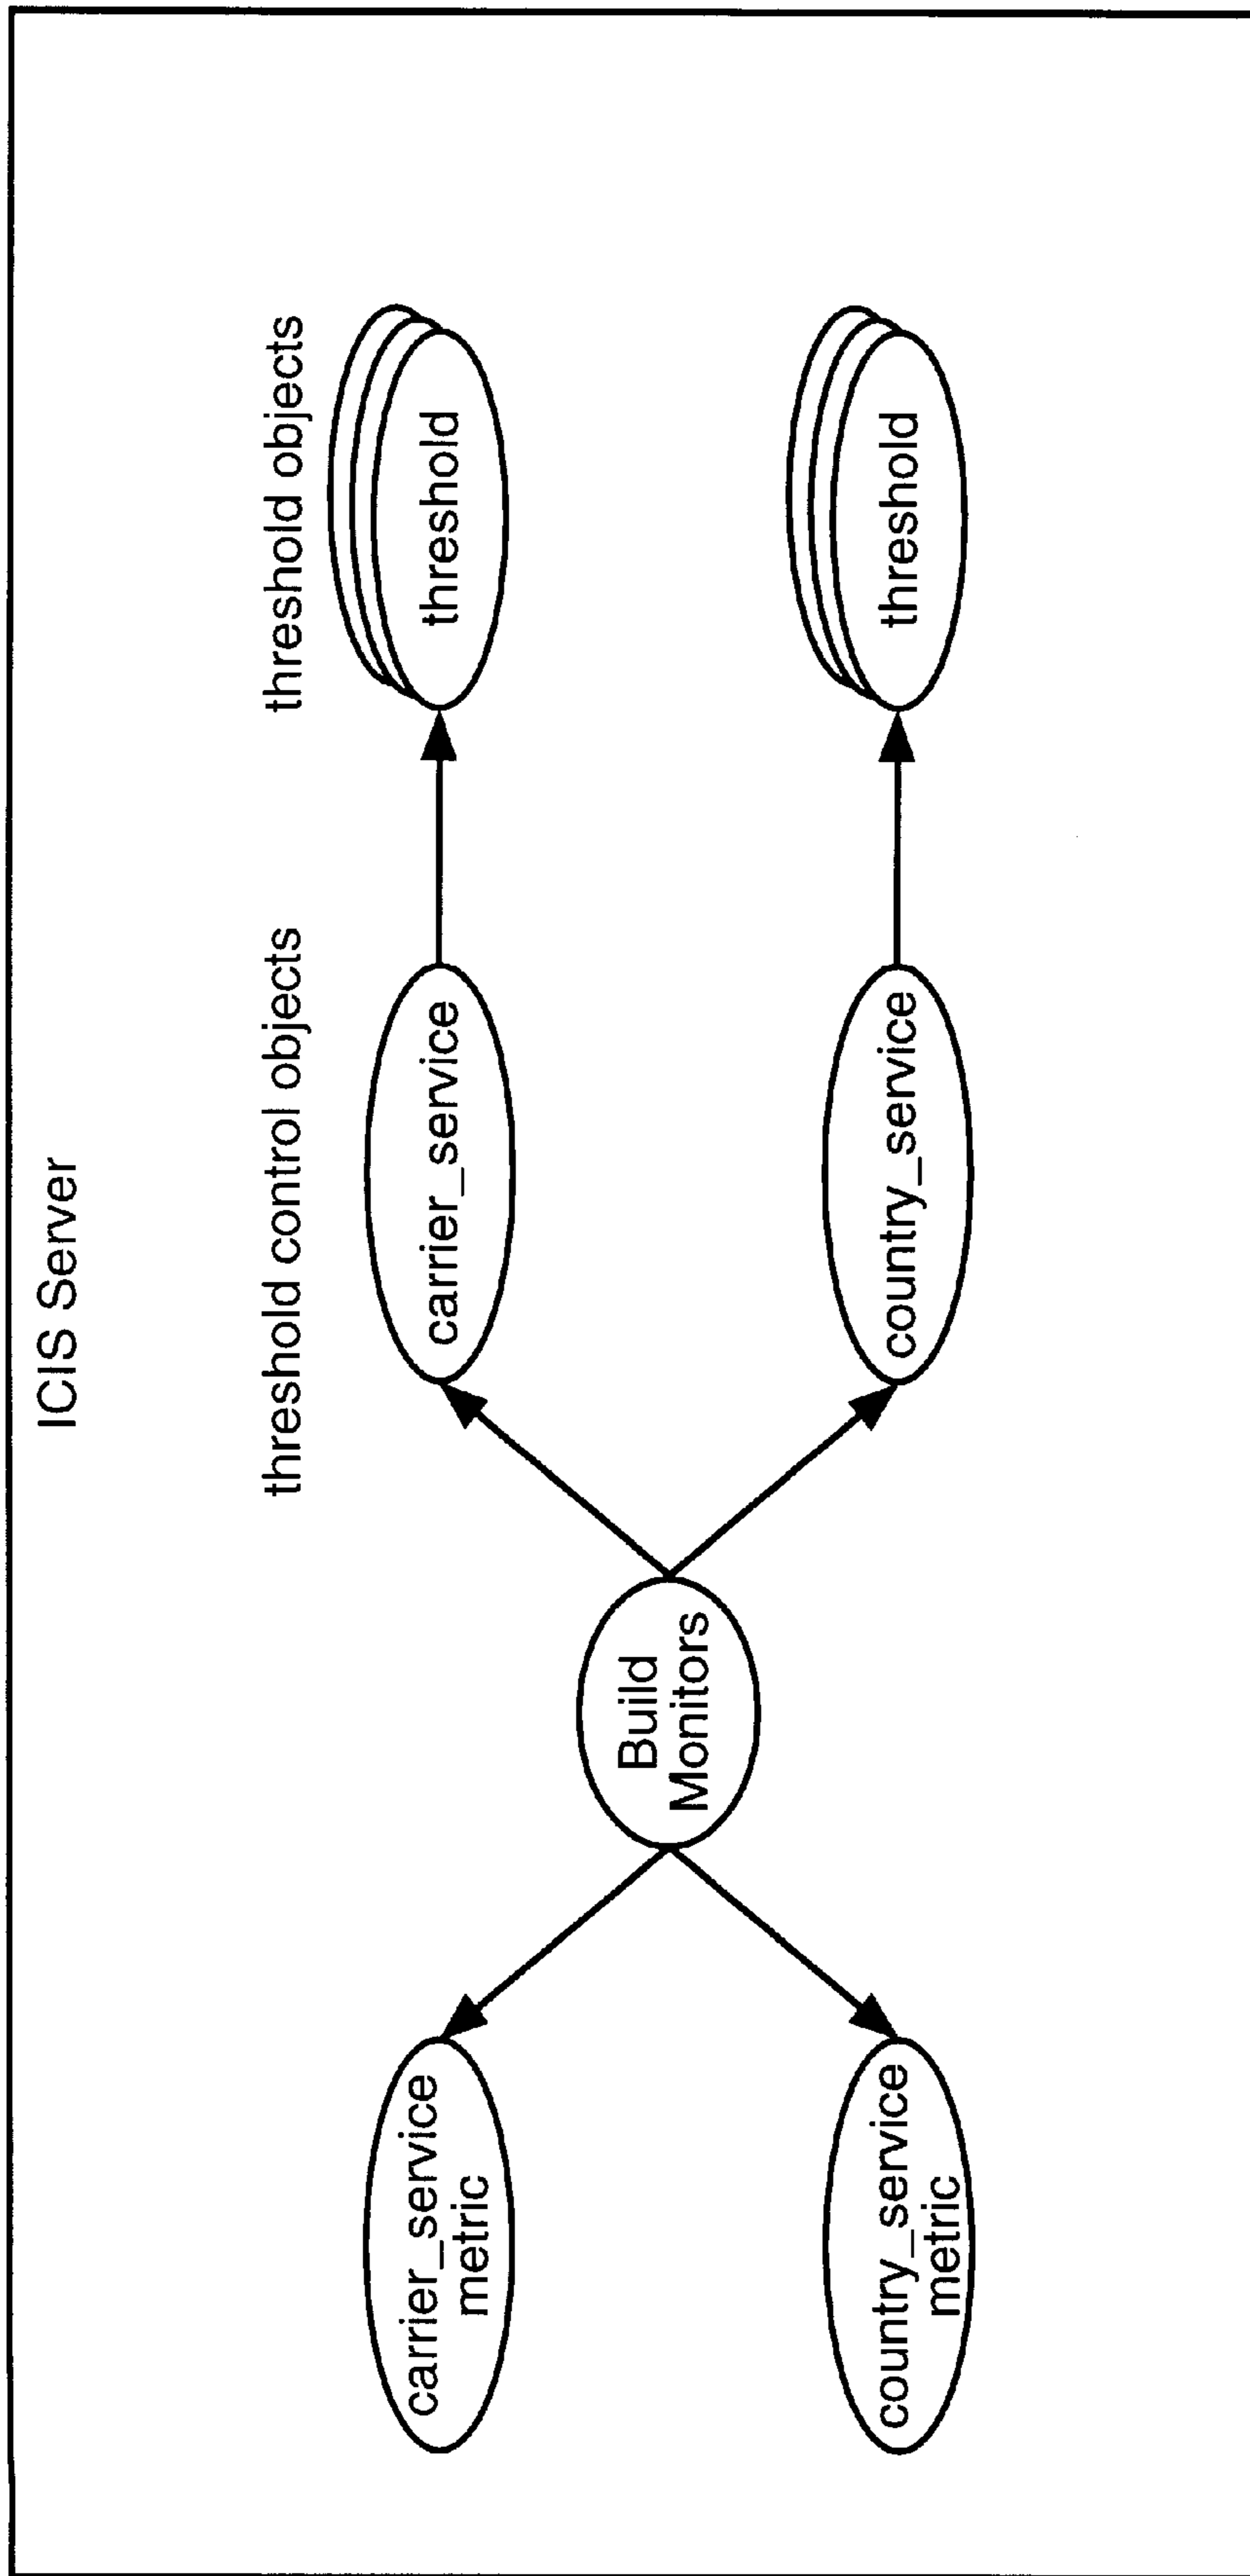 ICIS Server
threshold control objects
threshold objects
carrier_service
metric
carrier_service
threshold
Build
Monitors
country_service
metric
country_service
threshold